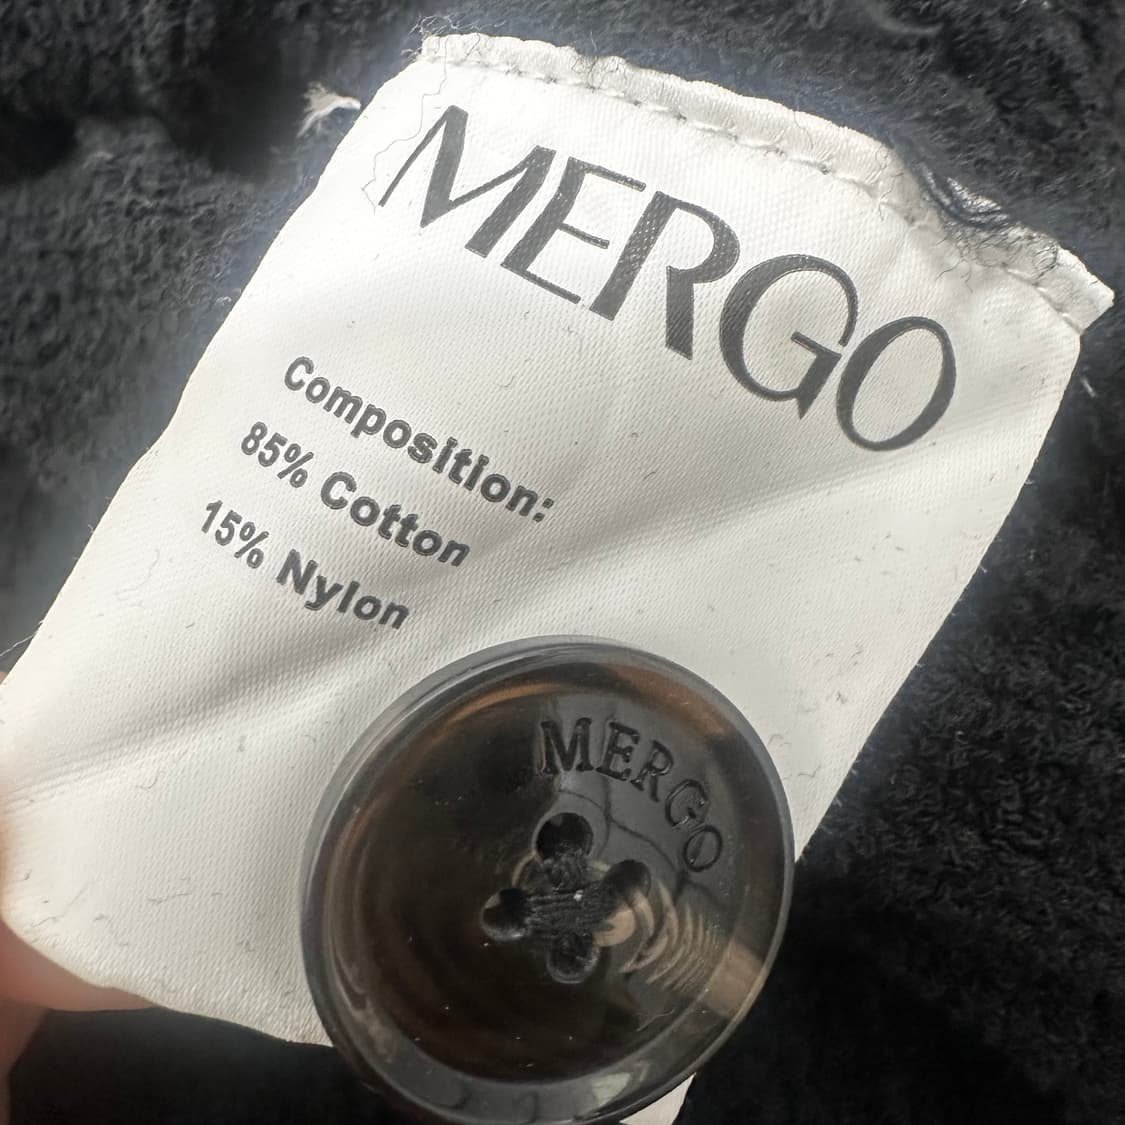 MERGO
Composition:
85% Cotton
15% Nylon
MERGO